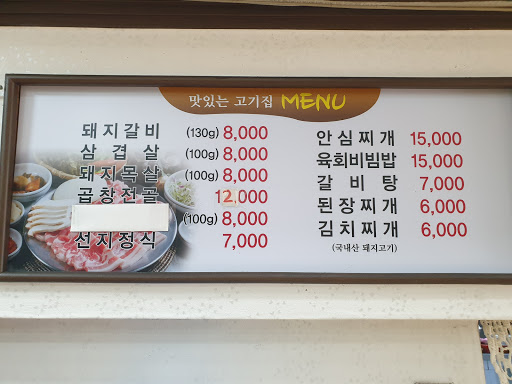 맛있는 고기집 MENU
돼지갈비 (130g) 8,000
삼겹살 (100g) 8,000
돼지목살 (100g) 8,000
곱창전골 12,000
(100g) 8,000
선지정식 7,000
안심찌개 15,000
육회비빔밥 15,000
갈비탕 7,000
된장찌개 6,000
김치찌개 6,000
(국내산 돼지고기)